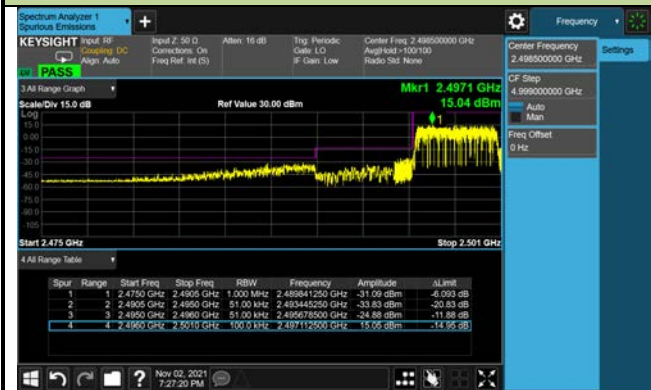 Spectrum Analyzer 1
Spurious Emissions
Frequency
KEYSIGHT
Input: RF
Coupling: DC
Align: Auto
Input Z: 50 Ω
Corrections: On
Freq Ref: Int (S)
Atten: 16 dB
Trig: Periodic
Gate: LO
IF Gain: Low
Center Freq: 2.498500000 GHz
Avg|Hold:>100/100
Radio Std: None
PASS
Center Frequency
2.498500000 GHz
Settings
CF Step
4.999000000 GHz
Auto
Man
Freq Offset
0 Hz
3 All Range Graph
Mkr1 2.4971 GHz
15.04 dBm
Scale/Div 15.0 dB
Ref Value 30.00 dBm
Log
15.0
0.00
-15.0
-30.0
-45.0
-60.0
-75.0
-90.0
-105
1
Start 2.475 GHz
Stop 2.501 GHz
4 All Range Table
Spur Range Start Freq Stop Freq RBW Frequency Amplitude ΔLimit
1 1 2.4750 GHz 2.4905 GHz 1.000 MHz 2.489841250 GHz -31.09 dBm -6.093 dB
2 2 2.4905 GHz 2.4950 GHz 51.00 kHz 2.493445250 GHz -33.83 dBm -20.83 dB
3 3 2.4950 GHz 2.4960 GHz 51.00 kHz 2.495678500 GHz -24.88 dBm -11.88 dB
4 4 2.4960 GHz 2.5010 GHz 100.0 kHz 2.497112500 GHz 15.05 dBm -14.95 dB
Nov 02, 2021
7:27:20 PM